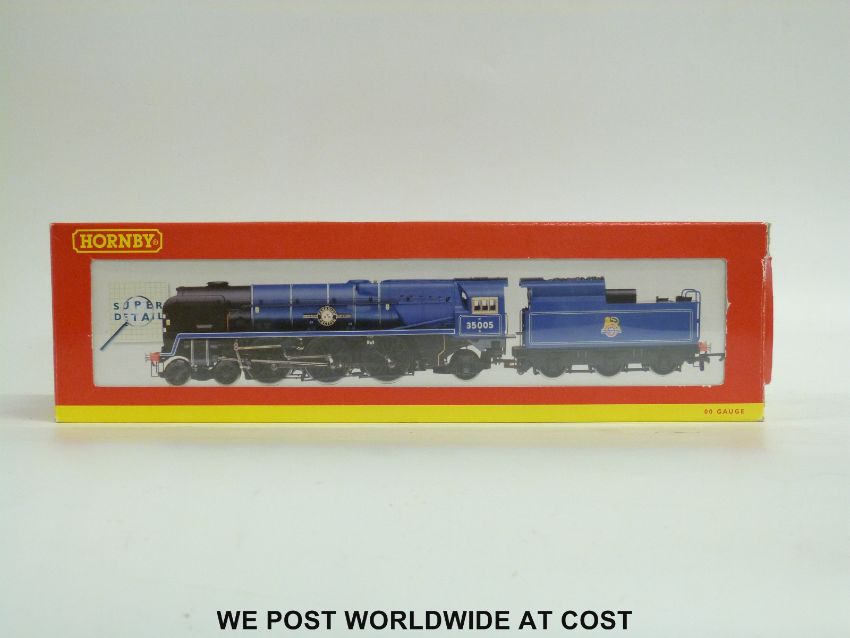 HORNBY
SUPER
DETAIL
35005
00 GAUGE
WE POST WORLDWIDE AT COST